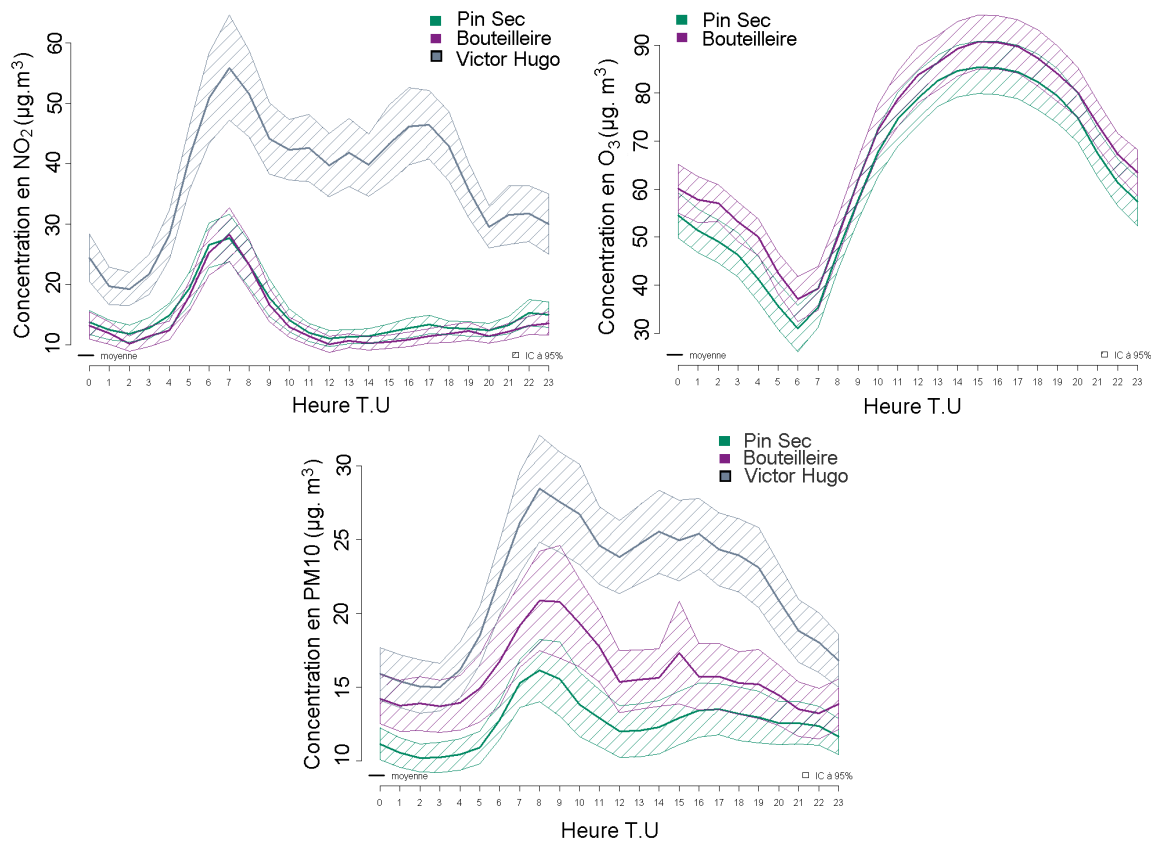 Pin Sec
Bouteilleire
Victor Hugo
Concentration en NO2 (µg.m3)
60
50
40
30
20
10
moyenne
IC à 95%
0 1 2 3 4 5 6 7 8 9 10 11 12 13 14 15 16 17 18 19 20 21 22 23
Heure T.U
Pin Sec
Bouteilleire
Concentration en O3 (µg. m3)
90
80
70
60
50
40
30
moyenne
IC à 95%
0 1 2 3 4 5 6 7 8 9 10 11 12 13 14 15 16 17 18 19 20 21 22 23
Heure T.U
Pin Sec
Bouteilleire
Victor Hugo
Concentration en PM10 (µg. m3)
30
25
20
15
10
moyenne
IC à 95%
0 1 2 3 4 5 6 7 8 9 10 11 12 13 14 15 16 17 18 19 20 21 22 23
Heure T.U